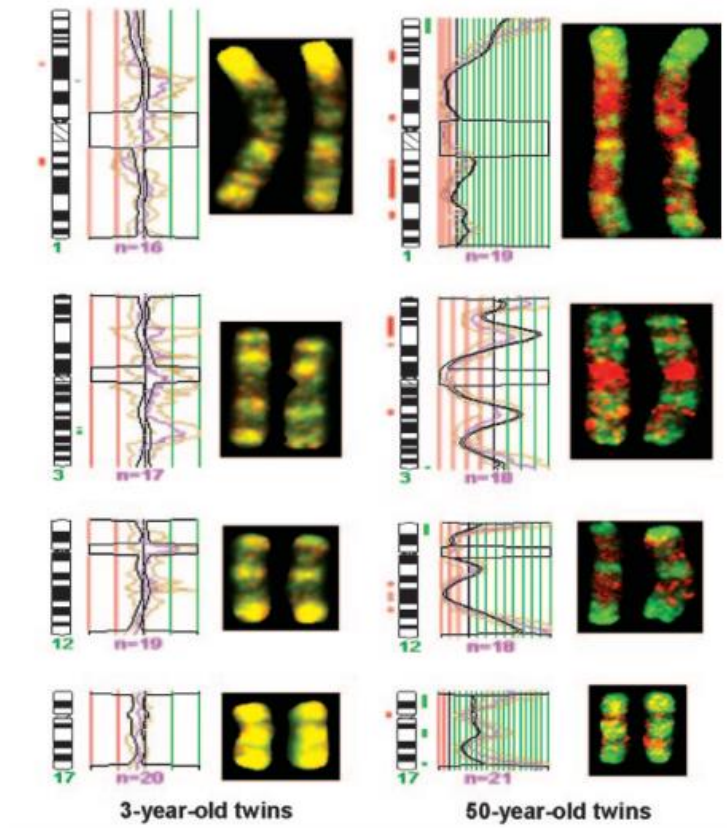 1 n=16 1 n=19
3 n=17 3 n=18
12 n=19 12 n=18
17 n=20 17 n=21
3-year-old twins 50-year-old twins